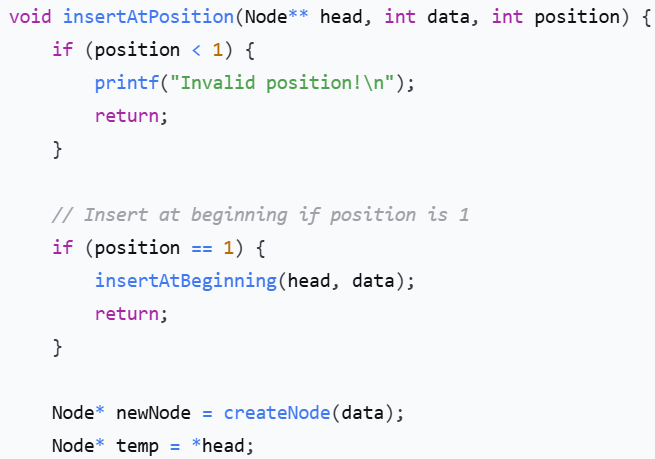 void insertAtPosition(Node** head, int data, int position) {
    if (position < 1) {
        printf("Invalid position!\n");
        return;
    }

    // Insert at beginning if position is 1
    if (position == 1) {
        insertAtBeginning(head, data);
        return;
    }

    Node* newNode = createNode(data);
    Node* temp = *head;